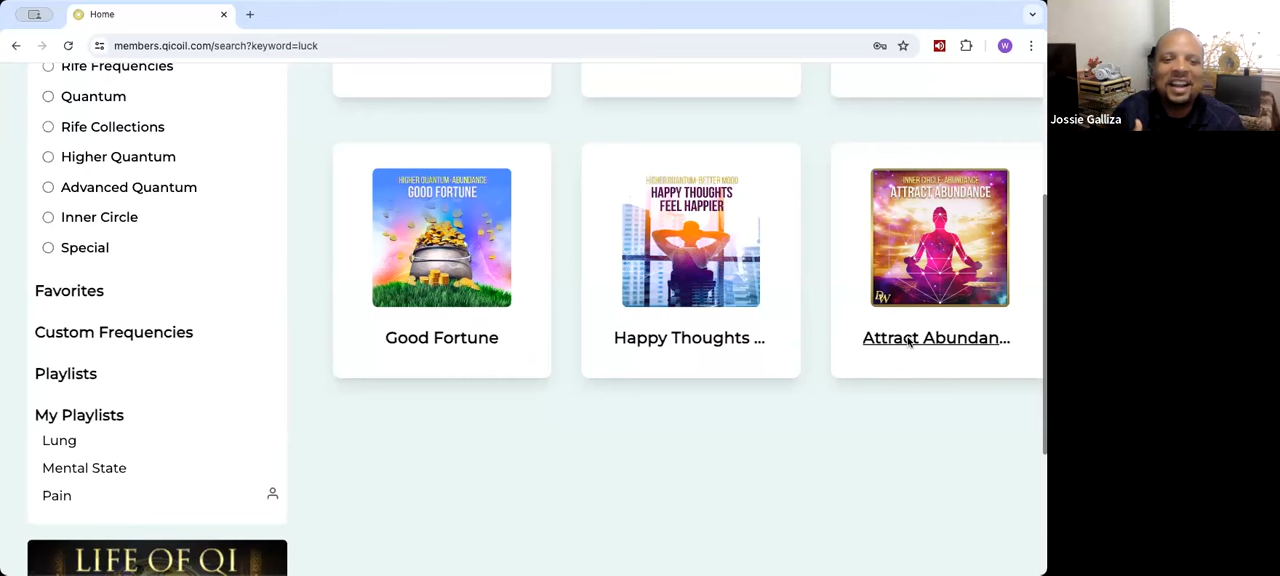 Home
members.qicoil.com/search?keyword=luck
W
Rife Frequencies
Quantum
Rife Collections
Higher Quantum
Advanced Quantum
Inner Circle
Special
Favorites
Custom Frequencies
Playlists
My Playlists
Lung
Mental State
Pain
LIFE OF QI
HIGHER QUANTUM-ABUNDANCE
GOOD FORTUNE
Good Fortune
HIGHER QUANTUM-BETTER MOOD
HAPPY THOUGHTS
FEEL HAPPIER
Happy Thoughts ...
INNER CIRCLE-ABUNDANCE
ATTRACT ABUNDANCE
DW
Attract Abundan...
Jossie Galliza